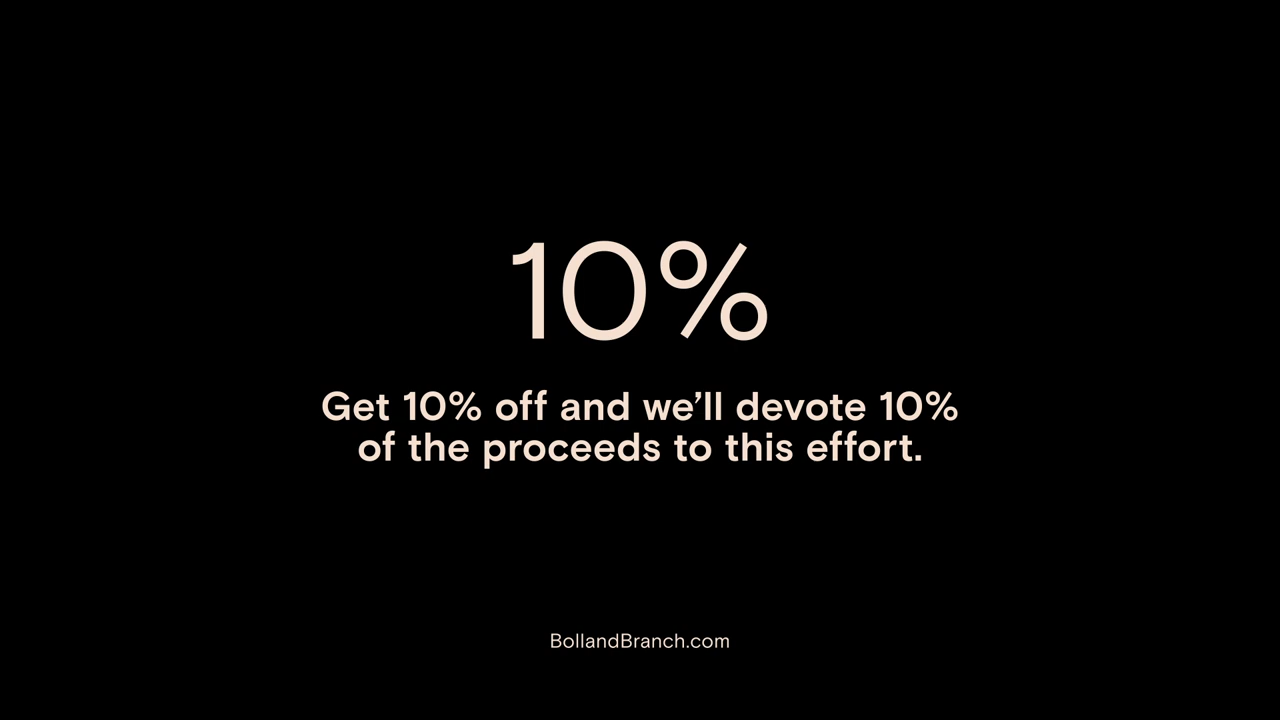 10%
Get 10% off and we’ll devote 10%
of the proceeds to this effort.
BollandBranch.com